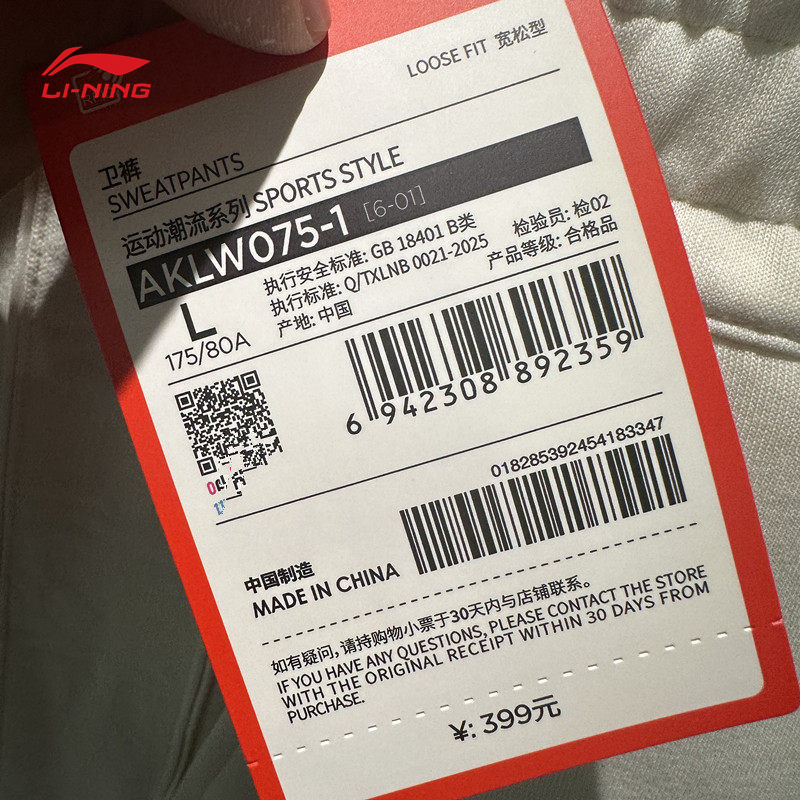 LI-NING
LOOSE FIT 宽松型
卫裤
SWEATPANTS
运动潮流系列 SPORTS STYLE
AKLW075-1 [6-01]
L
175/80A
执行安全标准: GB 18401 B类
执行标准: Q/TXLNB 0021-2025
产地: 中国
检验员: 检02
产品等级: 合格品
6 942308 892359
018285392454183347
中国制造
MADE IN CHINA
如有疑问, 请持购物小票于30天内与店铺联系。
IF YOU HAVE ANY QUESTIONS, PLEASE CONTACT THE STORE
WITH THE ORIGINAL RECEIPT WITHIN 30 DAYS FROM
PURCHASE.
¥: 399元